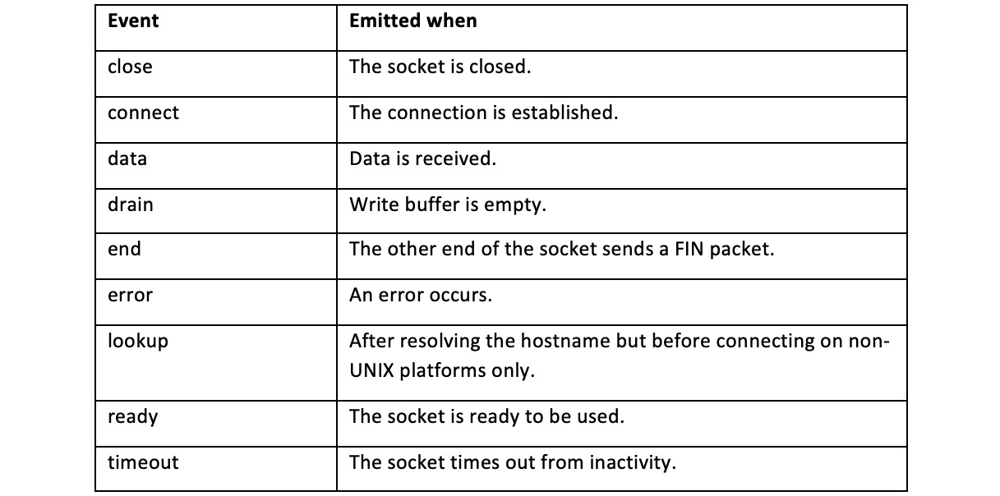 Event Emitted when
close The socket is closed.
connect The connection is established.
data Data is received.
drain Write buffer is empty.
end The other end of the socket sends a FIN packet.
error An error occurs.
lookup After resolving the hostname but before connecting on non-
UNIX platforms only.
ready The socket is ready to be used.
timeout The socket times out from inactivity.